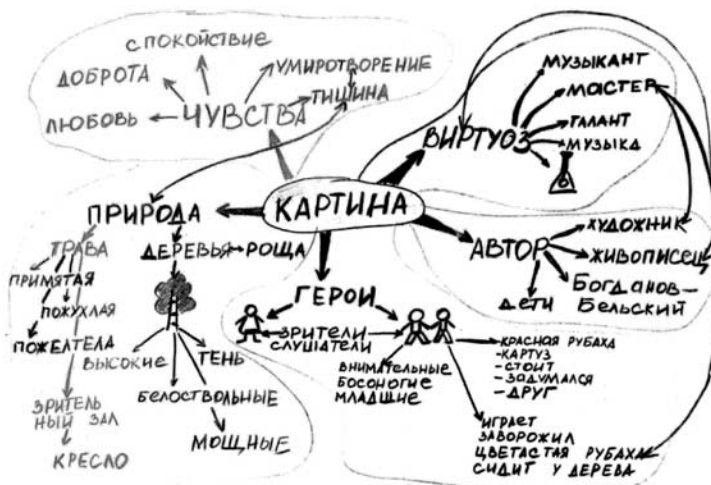 СПОКОЙСТВИЕ
ДОБРОТА
УМИРОТВОРЕНИЕ
ТИШИНА
ЛЮБОВЬ
ЧУВСТВА
МУЗЫКАНТ
МАСТЕР
ТАЛАНТ
МУЗЫКА
ВИРТУОЗ
КАРТИНА
ПРИРОДА
ТРАВА
ПРИМЯТАЯ
ПОЖУХЛАЯ
ПОЖЕЛТЕЛА
ЗРИТЕЛЬ
НЫЙ ЗАЛ
КРЕСЛО
ДЕРЕВЬЯ
РОЩА
ВЫСОКИЕ
ТЕНЬ
БЕЛОСТВОЛЬНЫЕ
МОЩНЫЕ
ГЕРОИ
ЗРИТЕЛИ
СЛУШАТЕЛИ
ВНИМАТЕЛЬНЫЕ
БОСОНОГИЕ
МЛАДШИЕ
-КРАСНАЯ РУБАХА
-КАРТУЗ
-СТОИТ
-ЗАДУМАЛСЯ
-ДРУГ
ИГРАЕТ
ЗАВОРОЖИЛ
ЦВЕТАСТАЯ РУБАХА
СИДИТ У ДЕРЕВА
АВТОР
ХУДОЖНИК
ЖИВОПИСЕЦ
БОГДАНОВ-
БЕЛЬСКИЙ
ДЕТИ